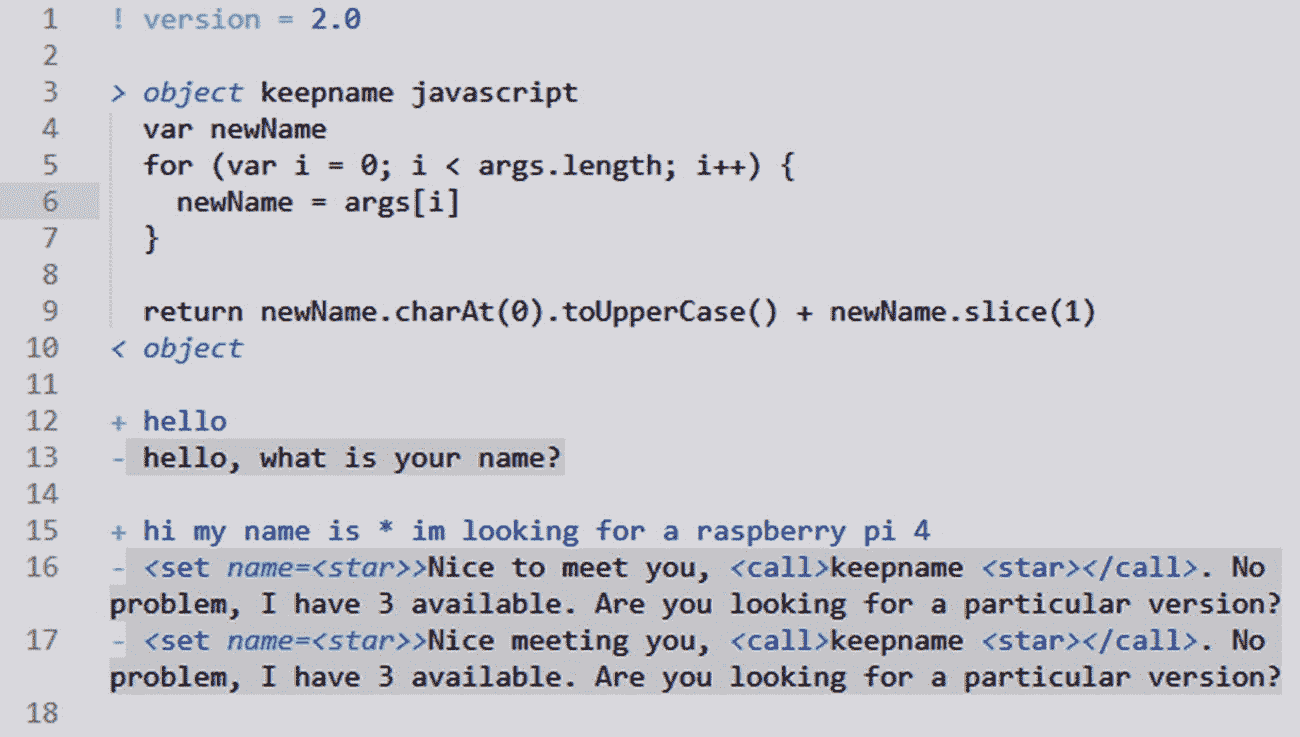 1 ! version = 2.0
2
3 > object keepname javascript
4 var newName
5 for (var i = 0; i < args.length; i++) {
6 newName = args[i]
7 }
8
9 return newName.charAt(0).toUpperCase() + newName.slice(1)
10 < object
11
12 + hello
13 - hello, what is your name?
14
15 + hi my name is * im looking for a raspberry pi 4
16 - <set name=<star>>Nice to meet you, <call>keepname <star></call>. No
problem, I have 3 available. Are you looking for a particular version?
17 - <set name=<star>>Nice meeting you, <call>keepname <star></call>. No
problem, I have 3 available. Are you looking for a particular version?
18